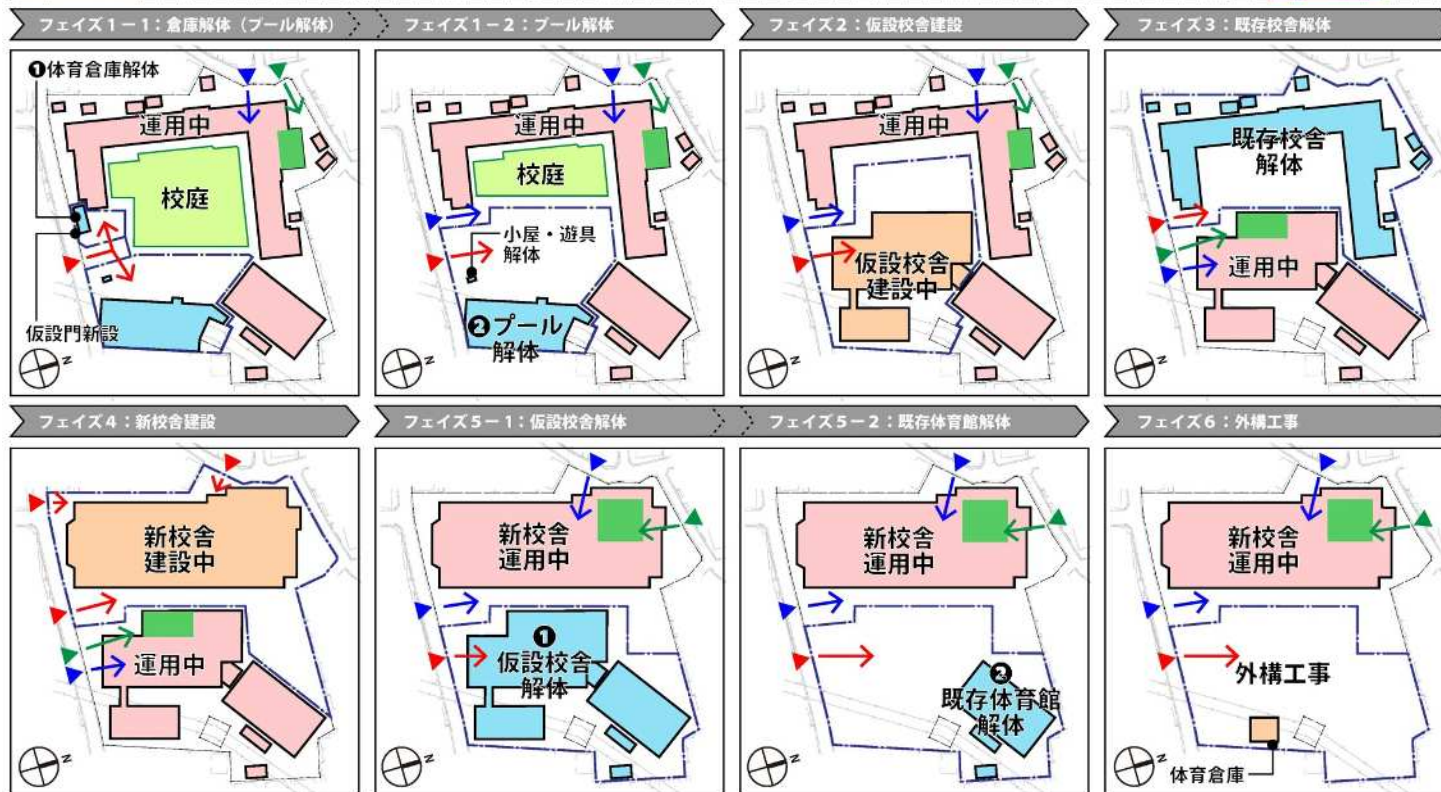 フェイズ1－1：倉庫解体（プール解体）
フェイズ1－2：プール解体
フェイズ2：仮設校舎建設
フェイズ3：既存校舎解体
❶体育倉庫解体
運用中
校庭
仮設門新設
N
運用中
校庭
小屋・遊具
解体
❷プール
解体
N
運用中
仮設校舎
建設中
N
既存校舎
解体
運用中
N
フェイズ4：新校舎建設
フェイズ5－1：仮設校舎解体
フェイズ5－2：既存体育館解体
フェイズ6：外構工事
新校舎
建設中
運用中
N
新校舎
運用中
❶
仮設校舎
解体
N
新校舎
運用中
❷
既存体育館
解体
N
新校舎
運用中
外構工事
体育倉庫
N